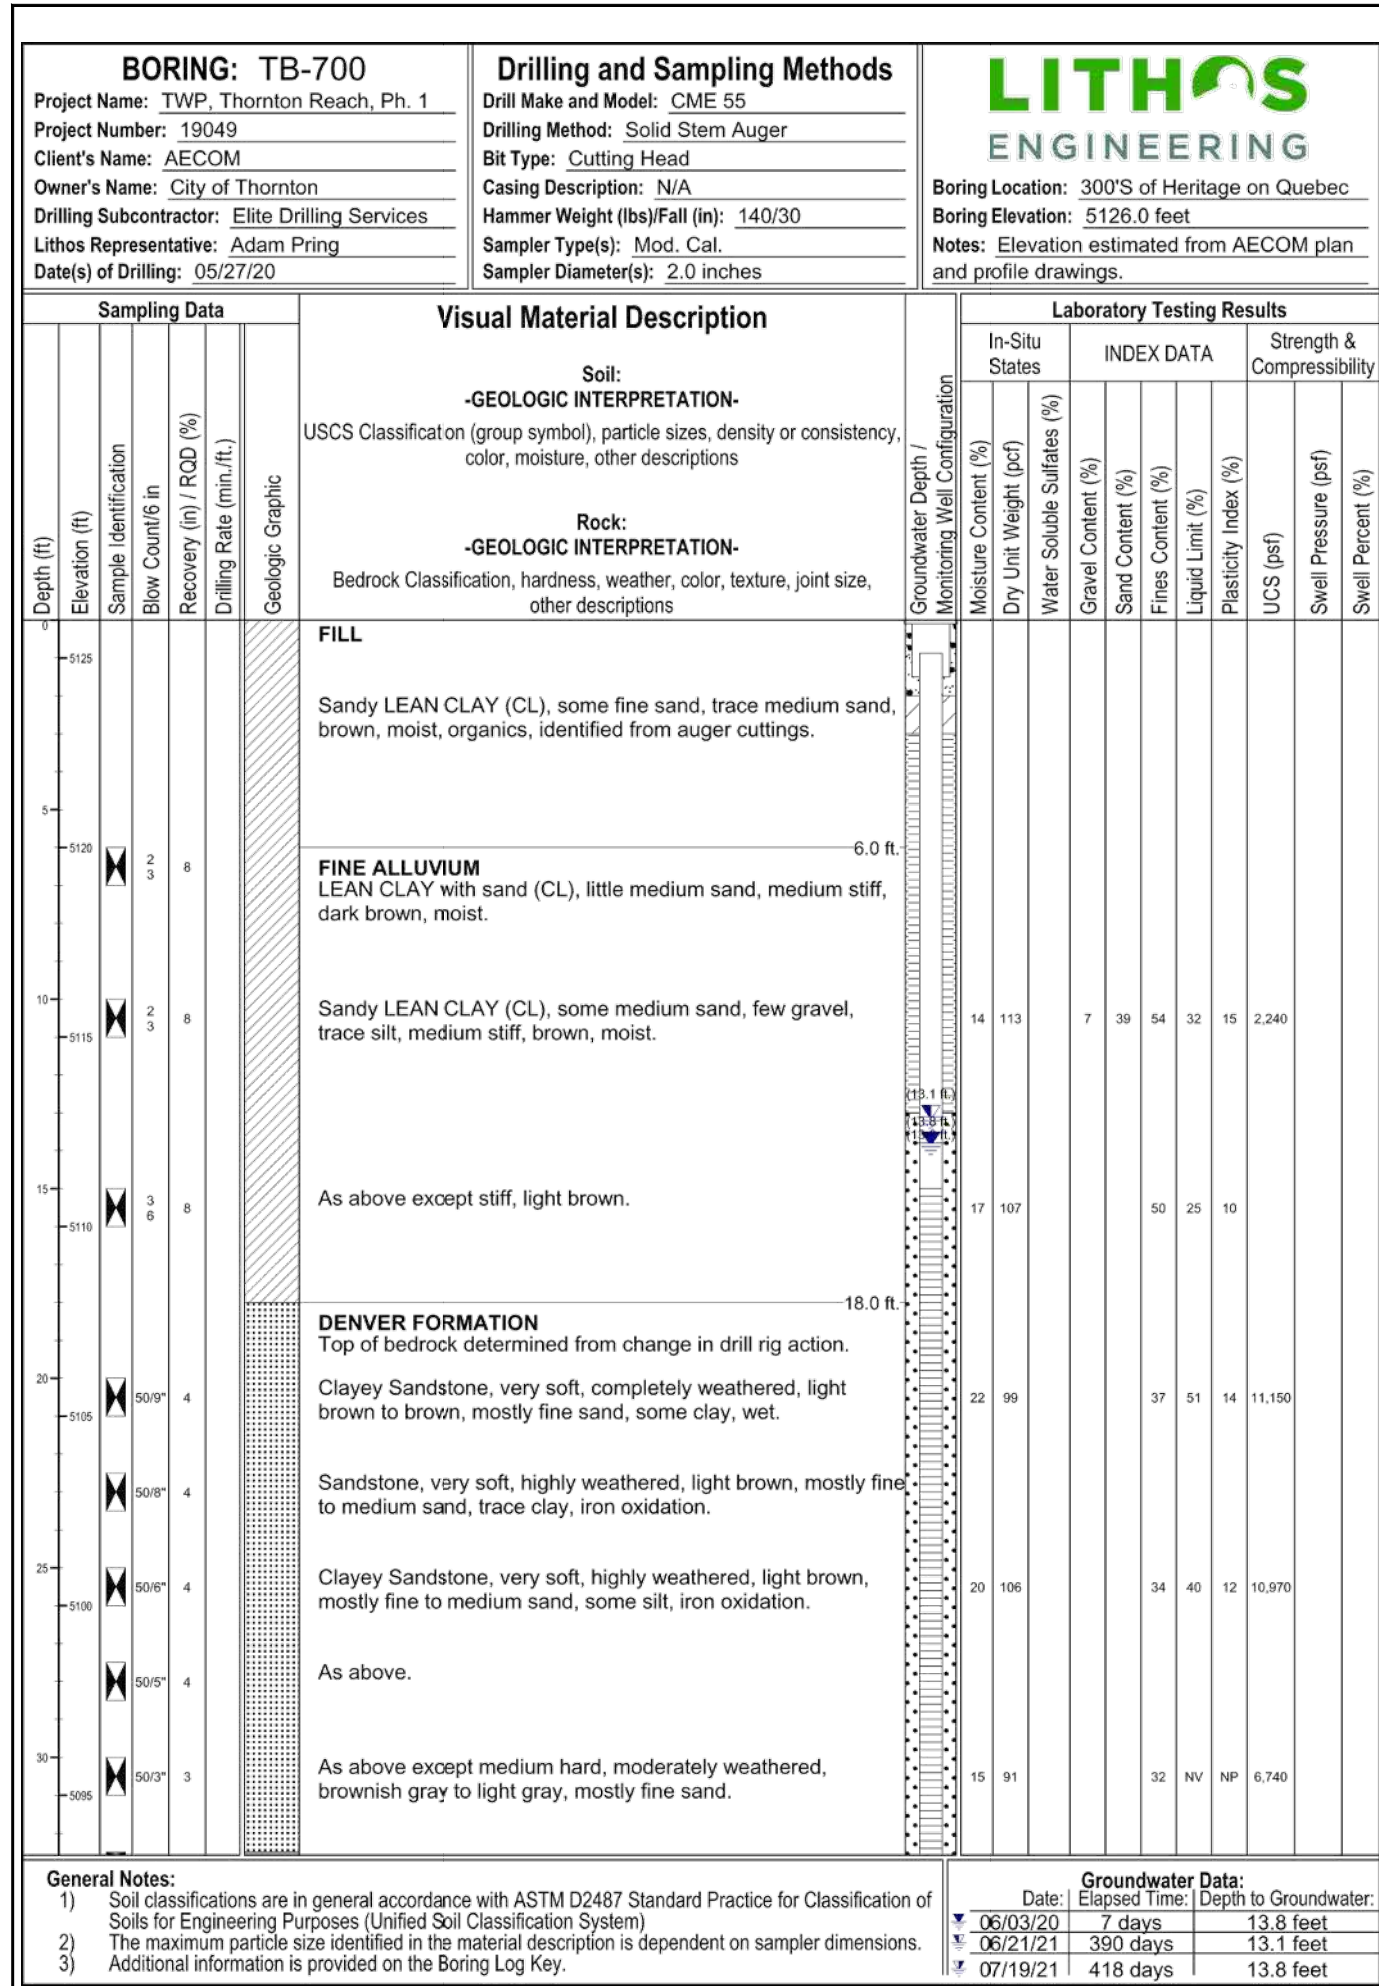 BORING: TB-700
Project Name: TWP, Thornton Reach, Ph. 1
Project Number: 19049
Client's Name: AECOM
Owner's Name: City of Thornton
Drilling Subcontractor: Elite Drilling Services
Lithos Representative: Adam Pring
Date(s) of Drilling: 05/27/20
Drilling and Sampling Methods
Drill Make and Model: CME 55
Drilling Method: Solid Stem Auger
Bit Type: Cutting Head
Casing Description: N/A
Hammer Weight (lbs)/Fall (in): 140/30
Sampler Type(s): Mod. Cal.
Sampler Diameter(s): 2.0 inches
LITHOS
ENGINEERING
Boring Location: 300'S of Heritage on Quebec
Boring Elevation: 5126.0 feet
Notes: Elevation estimated from AECOM plan
and profile drawings.
Sampling Data
Depth (ft)
Elevation (ft)
Sample Identification
Blow Count/6 in
Recovery (in) / RQD (%)
Drilling Rate (min./ft.)
Geologic Graphic
Visual Material Description
Soil:
-GEOLOGIC INTERPRETATION-
USCS Classification (group symbol), particle sizes, density or consistency,
color, moisture, other descriptions
Rock:
-GEOLOGIC INTERPRETATION-
Bedrock Classification, hardness, weather, color, texture, joint size,
other descriptions
Groundwater Depth /
Monitoring Well Configuration
Laboratory Testing Results
In-Situ
States
INDEX DATA
Strength &
Compressibility
Moisture Content (%)
Dry Unit Weight (pcf)
Water Soluble Sulfates (%)
Gravel Content (%)
Sand Content (%)
Fines Content (%)
Liquid Limit (%)
Plasticity Index (%)
UCS (psf)
Swell Pressure (psf)
Swell Percent (%)
0
FILL
5125
Sandy LEAN CLAY (CL), some fine sand, trace medium sand,
brown, moist, organics, identified from auger cuttings.
5
5120
6.0 ft.
2
3
8
FINE ALLUVIUM
LEAN CLAY with sand (CL), little medium sand, medium stiff,
dark brown, moist.
10
5115
2
3
8
Sandy LEAN CLAY (CL), some medium sand, few gravel,
trace silt, medium stiff, brown, moist.
14 113 7 39 54 32 15 2,240
(13.1 ft.)
(13.8 ft.)
15
5110
3
6
8
As above except stiff, light brown.
17 107 50 25 10
18.0 ft.
DENVER FORMATION
Top of bedrock determined from change in drill rig action.
20
5105
50/9" 4
Clayey Sandstone, very soft, completely weathered, light
brown to brown, mostly fine sand, some clay, wet.
22 99 37 51 14 11,150
50/8" 4
Sandstone, very soft, highly weathered, light brown, mostly fine
to medium sand, trace clay, iron oxidation.
25
5100
50/6" 4
Clayey Sandstone, very soft, highly weathered, light brown,
mostly fine to medium sand, some silt, iron oxidation.
20 106 34 40 12 10,970
50/5" 4
As above.
30
5095
50/3" 3
As above except medium hard, moderately weathered,
brownish gray to light gray, mostly fine sand.
15 91 32 NV NP 6,740
General Notes:
1) Soil classifications are in general accordance with ASTM D2487 Standard Practice for Classification of
Soils for Engineering Purposes (Unified Soil Classification System)
2) The maximum particle size identified in the material description is dependent on sampler dimensions.
3) Additional information is provided on the Boring Log Key.
Groundwater Data:
Date: Elapsed Time: Depth to Groundwater:
06/03/20 7 days 13.8 feet
06/21/21 390 days 13.1 feet
07/19/21 418 days 13.8 feet